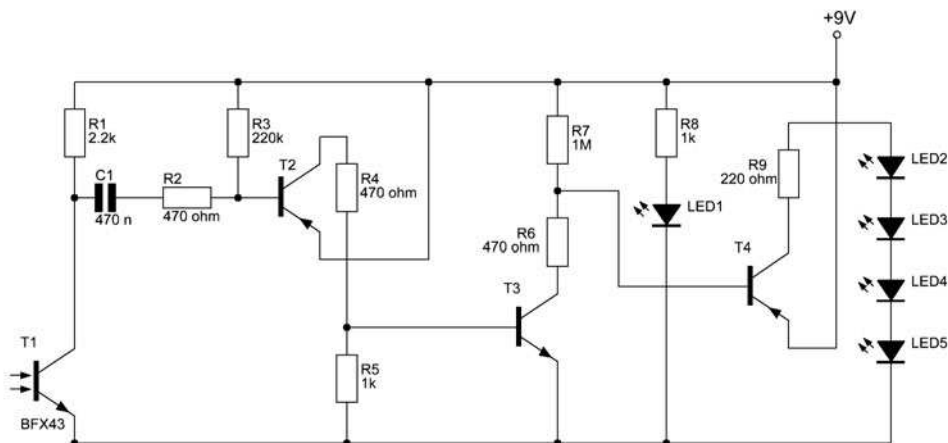 +9V
R1
2.2k
R3
220k
C1
470 n
R2
470 ohm
T2
R4
470 ohm
R7
1M
R8
1k
R9
220 ohm
LED2
LED1
LED3
R6
470 ohm
T4
LED4
T3
T1
R5
1k
LED5
BFX43